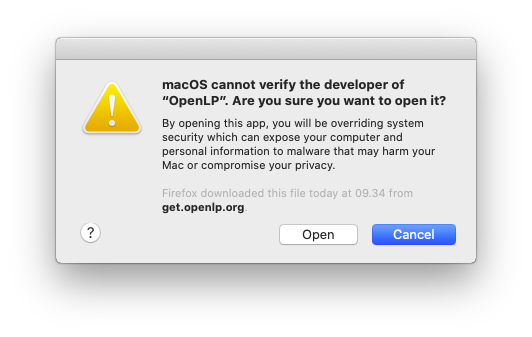 macOS cannot verify the developer of
“OpenLP”. Are you sure you want to open it?
By opening this app, you will be overriding system
security which can expose your computer and
personal information to malware that may harm your
Mac or compromise your privacy.
Firefox downloaded this file today at 09.34 from
get.openlp.org.
?
Open
Cancel